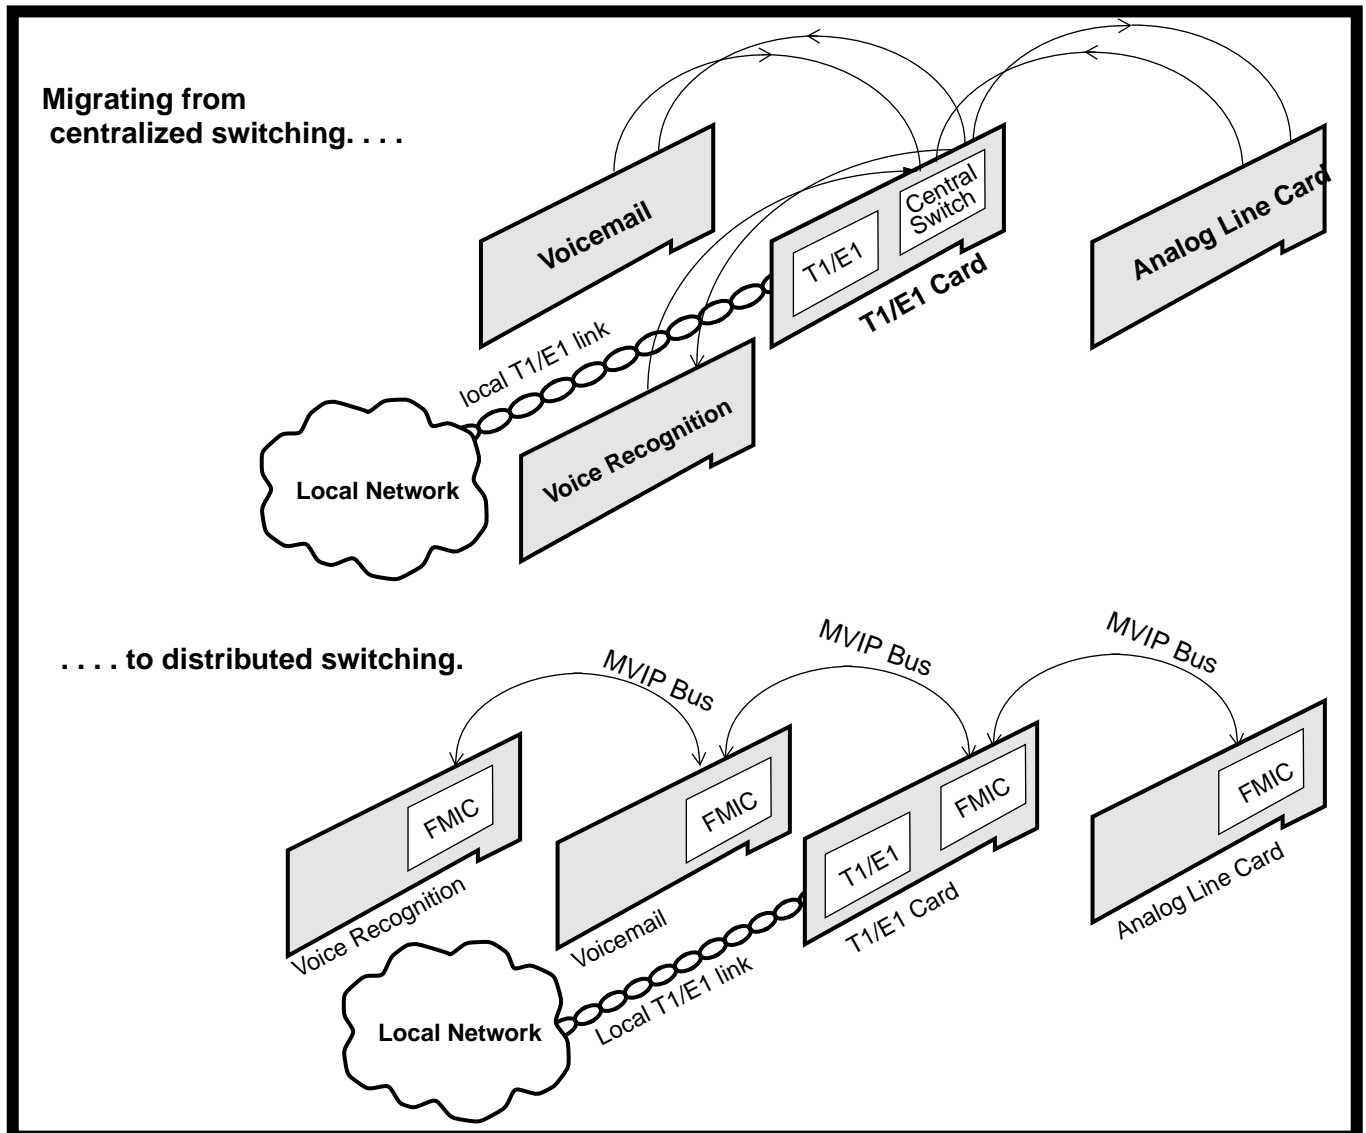 Migrating from
centralized switching. . . .
Voicemail
Central
Switch
T1/E1
T1/E1 Card
Analog Line Card
local T1/E1 link
Voice Recognition
Local Network
. . . . to distributed switching.
MVIP Bus
MVIP Bus
MVIP Bus
FMIC
FMIC
FMIC
FMIC
T1/E1
Voice Recognition
Voicemail
T1/E1 Card
Analog Line Card
Local T1/E1 link
Local Network